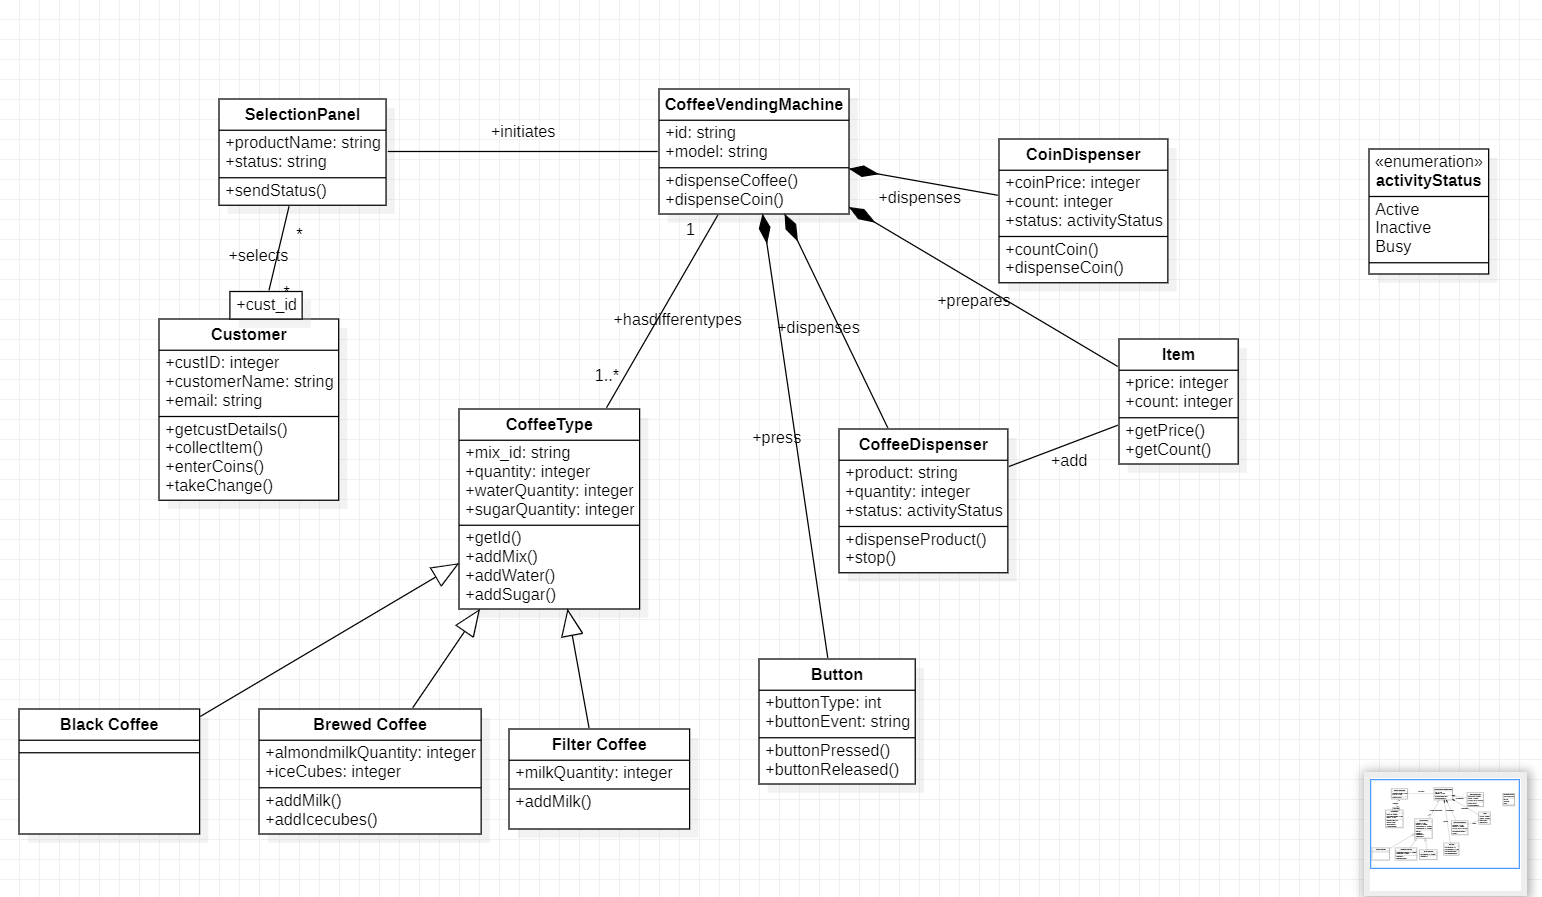 SelectionPanel
+productName: string
+status: string
+sendStatus()
+initiates
CoffeeVendingMachine
+id: string
+model: string
+dispenseCoffee()
+dispenseCoin()
CoinDispenser
+coinPrice: integer
+count: integer
+status: activityStatus
+countCoin()
+dispenseCoin()
«enumeration»
activityStatus
Active
Inactive
Busy
+dispenses
*
+selects
*
+cust_id
Customer
+custID: integer
+customerName: string
+email: string
+getcustDetails()
+collectItem()
+enterCoins()
+takeChange()
1
+hasdifferentypes
1..*
+dispenses
+prepares
+press
Item
+price: integer
+count: integer
+getPrice()
+getCount()
+add
CoffeeType
+mix_id: string
+quantity: integer
+waterQuantity: integer
+sugarQuantity: integer
+getId()
+addMix()
+addWater()
+addSugar()
CoffeeDispenser
+product: string
+quantity: integer
+status: activityStatus
+dispenseProduct()
+stop()
Black Coffee
Brewed Coffee
+almondmilkQuantity: integer
+iceCubes: integer
+addMilk()
+addIcecubes()
Filter Coffee
+milkQuantity: integer
+addMilk()
Button
+buttonType: int
+buttonEvent: string
+buttonPressed()
+buttonReleased()